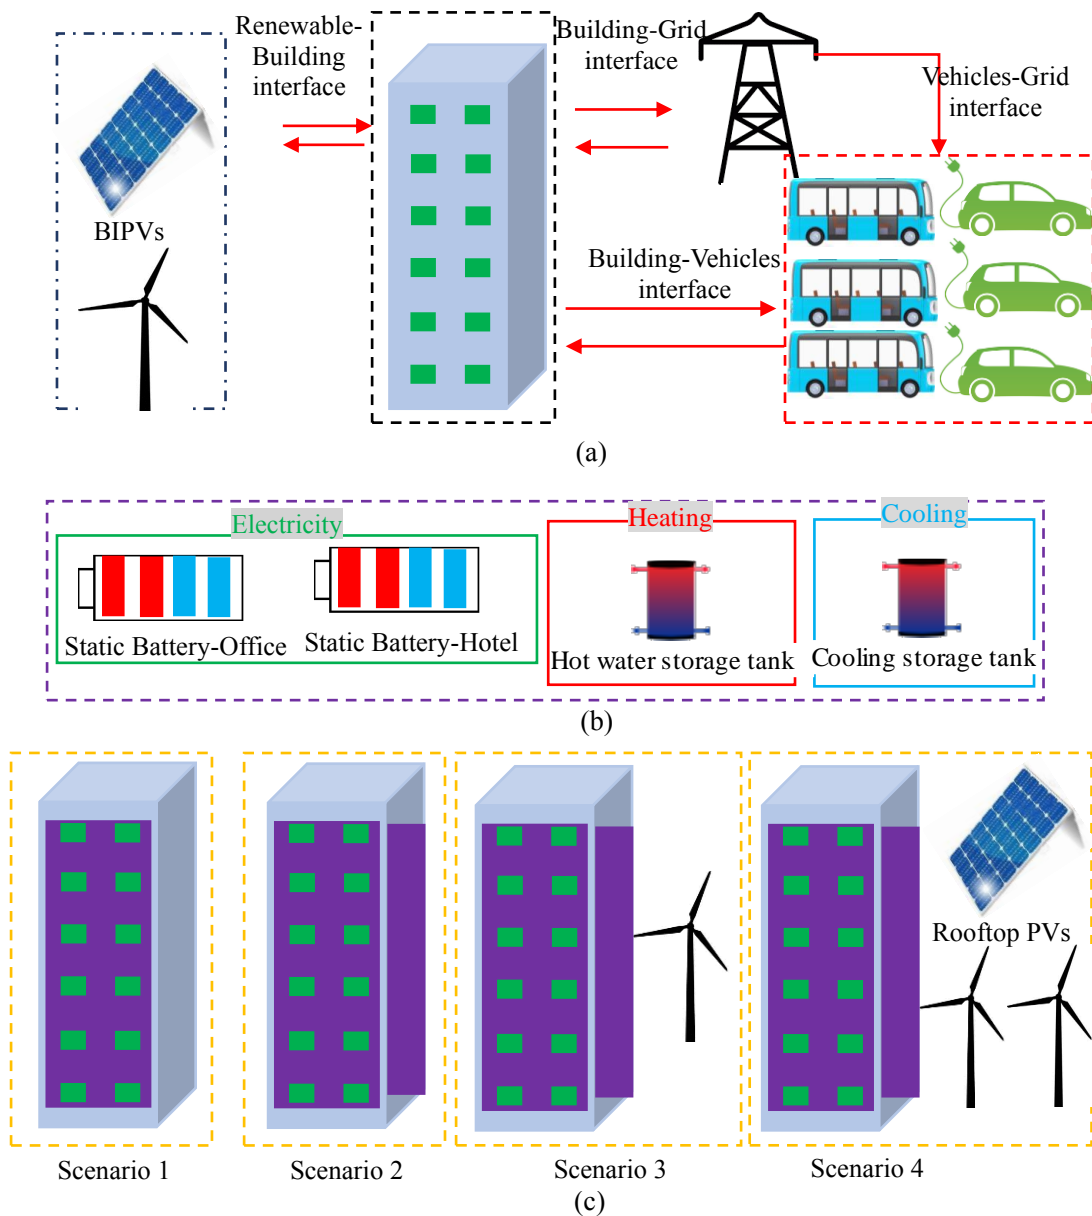 Renewable-
Building
interface
Building-Grid
interface
Vehicles-Grid
interface
BIPVs
Building-Vehicles
interface
(a)
Electricity
Heating
Cooling
Static Battery-Office
Static Battery-Hotel
Hot water storage tank
Cooling storage tank
(b)
Rooftop PVs
Scenario 1
Scenario 2
Scenario 3
Scenario 4
(c)